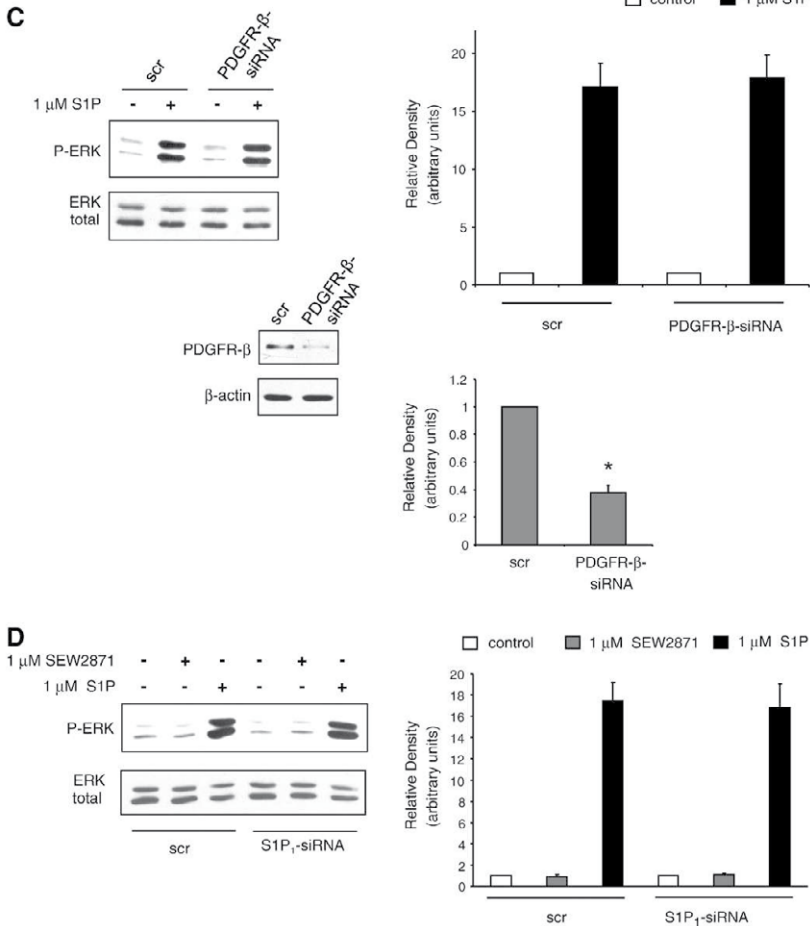 C
control 1 µM S1P
scr
PDGFR-β-
siRNA
1 µM S1P - + - +
P-ERK
ERK
total
Relative Density
(arbitrary units)
20
15
10
5
0
scr PDGFR-β-siRNA
scr
PDGFR-β-
siRNA
PDGFR-β
β-actin
Relative Density
(arbitrary units)
1.2
1
0.8
0.6
0.4
0.2
0
*
scr PDGFR-β-
siRNA
D
1 µM SEW2871 - + - - + -
1 µM S1P - - + - - +
P-ERK
ERK
total
scr S1P₁-siRNA
control 1 µM SEW2871 1 µM S1P
Relative Density
(arbitrary units)
20
18
16
14
12
10
8
6
4
2
0
scr S1P₁-siRNA